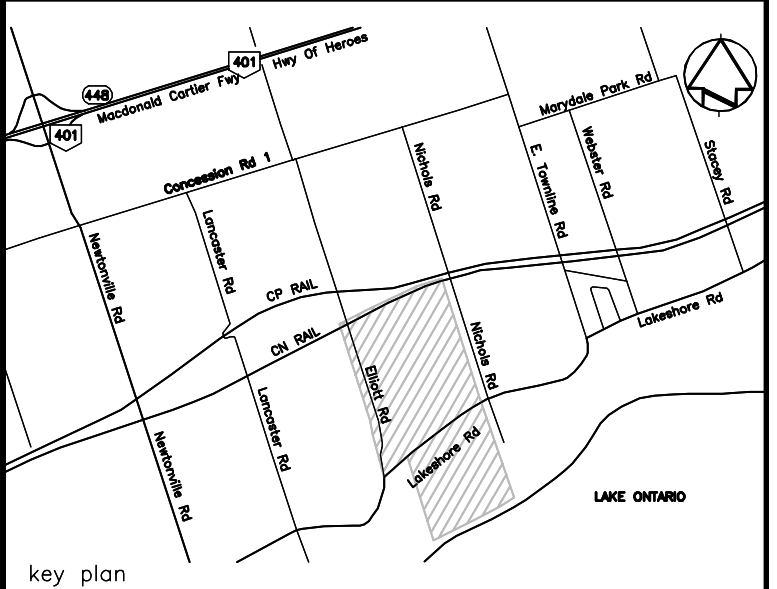 401
Hwy Of Heroes
448
Macdonald Cartier Fwy
401
Marydale Park Rd
Concession Rd 1
Nichols Rd
E. Townline Rd
Webster Rd
Stacey Rd
Newtonville Rd
Lancaster Rd
CP RAIL
CN RAIL
Lakeshore Rd
Elliott Rd
Nichols Rd
Lancaster Rd
Newtonville Rd
Lakeshore Rd
LAKE ONTARIO
key plan